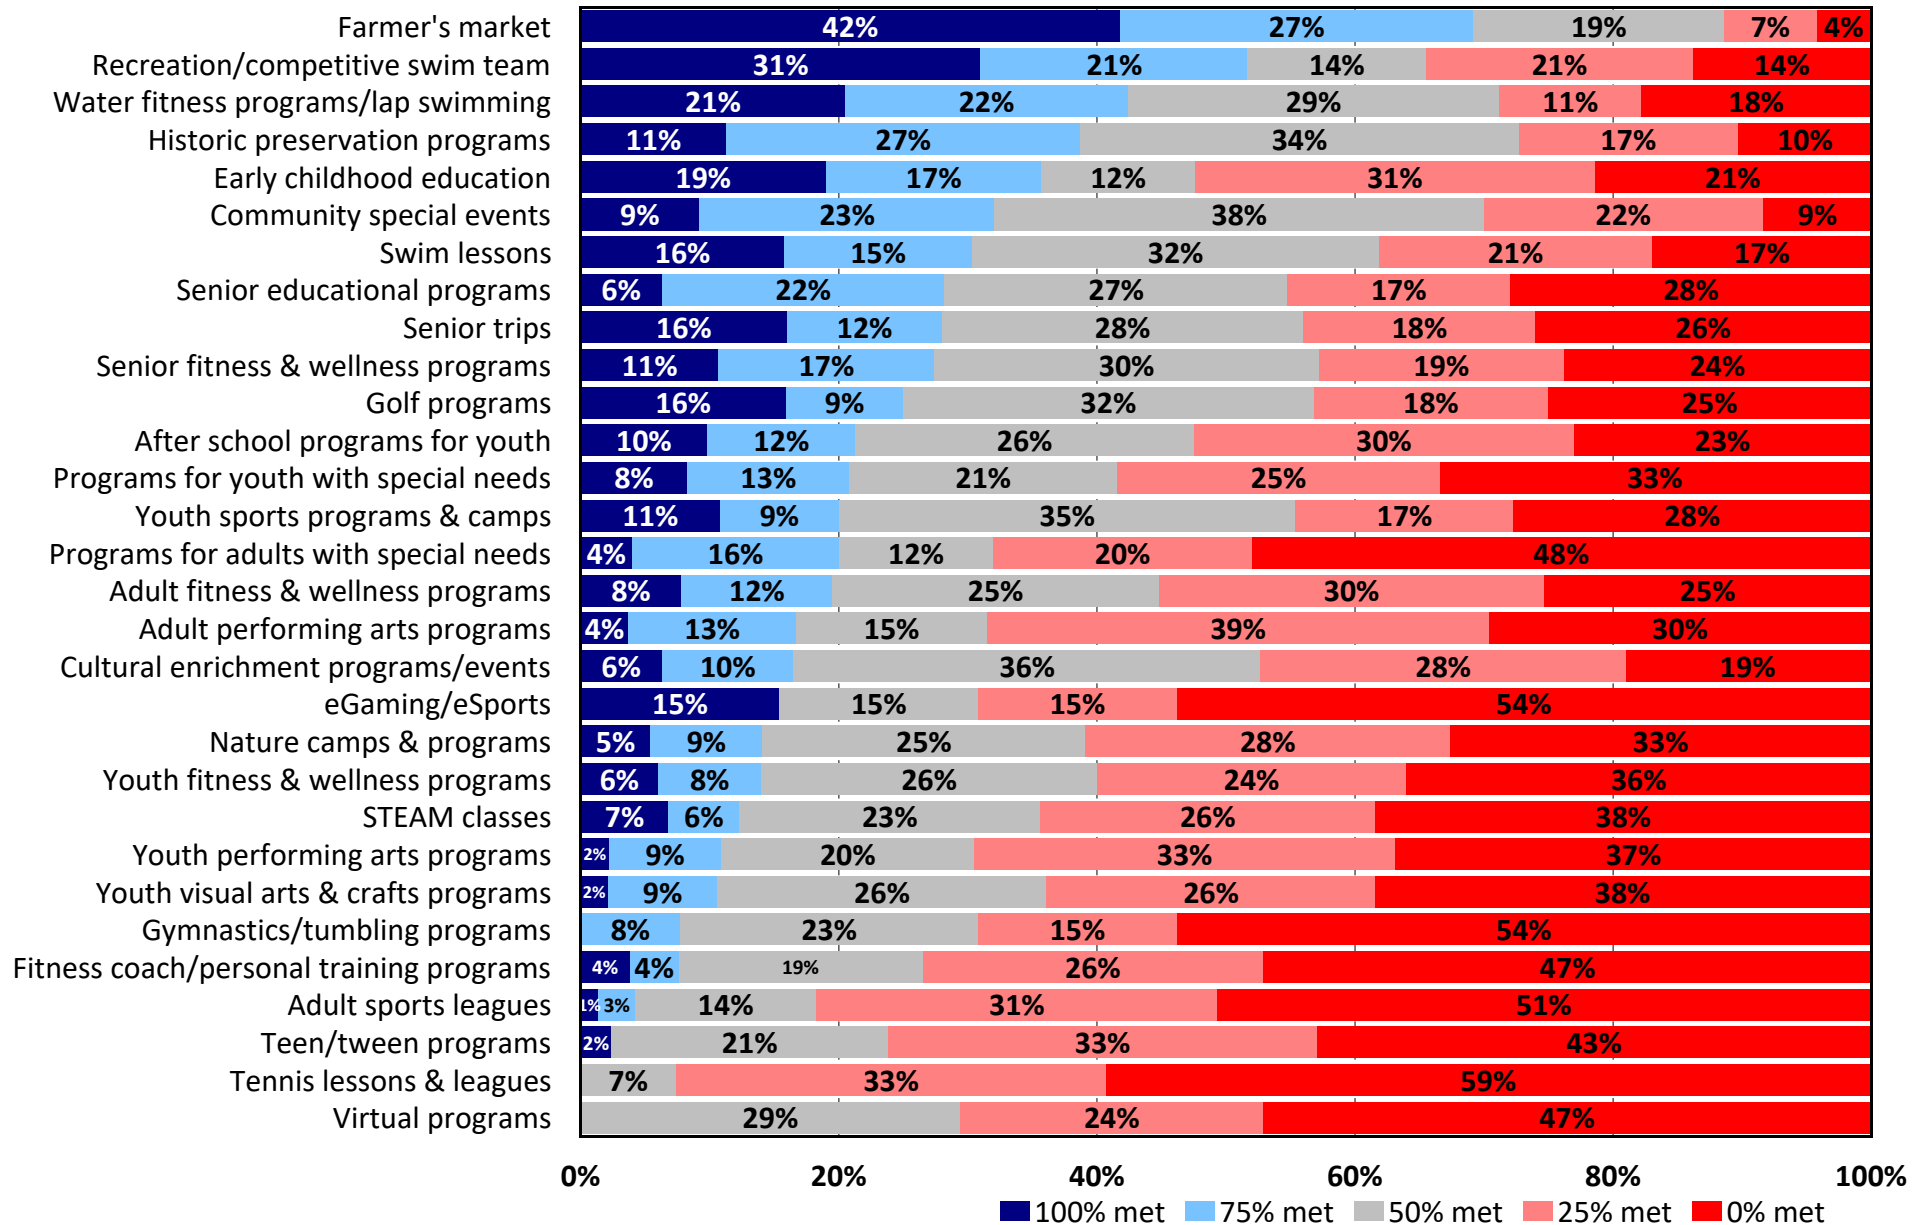 Farmer's market 42% 27% 19% 7% 4%
Recreation/competitive swim team 31% 21% 14% 21% 14%
Water fitness programs/lap swimming 21% 22% 29% 11% 18%
Historic preservation programs 11% 27% 34% 17% 10%
Early childhood education 19% 17% 12% 31% 21%
Community special events 9% 23% 38% 22% 9%
Swim lessons 16% 15% 32% 21% 17%
Senior educational programs 6% 22% 27% 17% 28%
Senior trips 16% 12% 28% 18% 26%
Senior fitness & wellness programs 11% 17% 30% 19% 24%
Golf programs 16% 9% 32% 18% 25%
After school programs for youth 10% 12% 26% 30% 23%
Programs for youth with special needs 8% 13% 21% 25% 33%
Youth sports programs & camps 11% 9% 35% 17% 28%
Programs for adults with special needs 4% 16% 12% 20% 48%
Adult fitness & wellness programs 8% 12% 25% 30% 25%
Adult performing arts programs 4% 13% 15% 39% 30%
Cultural enrichment programs/events 6% 10% 36% 28% 19%
eGaming/eSports 15% 15% 15% 54%
Nature camps & programs 5% 9% 25% 28% 33%
Youth fitness & wellness programs 6% 8% 26% 24% 36%
STEAM classes 7% 6% 23% 26% 38%
Youth performing arts programs 2% 9% 20% 33% 37%
Youth visual arts & crafts programs 2% 9% 26% 26% 38%
Gymnastics/tumbling programs 8% 23% 15% 54%
Fitness coach/personal training programs 4% 4% 19% 26% 47%
Adult sports leagues 1% 3% 14% 31% 51%
Teen/tween programs 2% 21% 33% 43%
Tennis lessons & leagues 7% 33% 59%
Virtual programs 29% 24% 47%
0% 20% 40% 60% 80% 100%
100% met 75% met 50% met 25% met 0% met